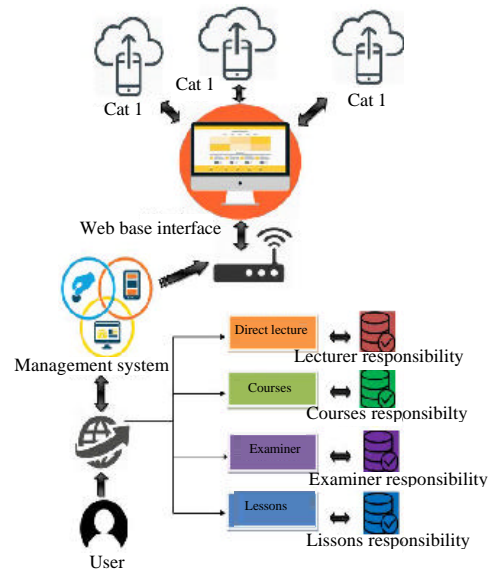 Cat 1
Cat 1
Cat 1
Web base interface
Direct lecture
Lecturer responsibility
Management system
Courses
Courses responsibilty
Examiner
Examiner responsibility
Lessons
Lissons responsibility
User